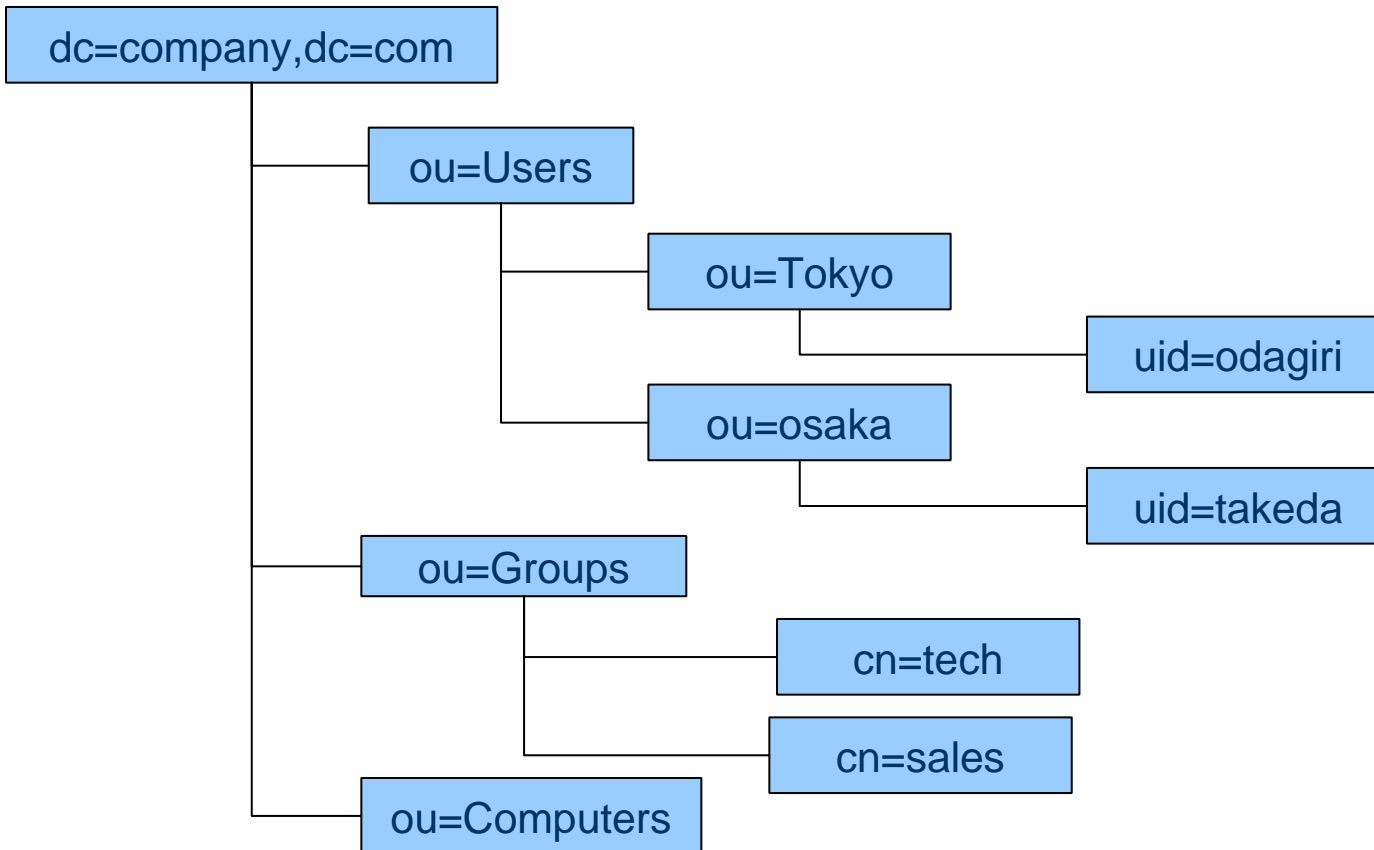 dc=company,dc=com
ou=Users
ou=Tokyo
uid=odagiri
ou=osaka
uid=takeda
ou=Groups
cn=tech
cn=sales
ou=Computers